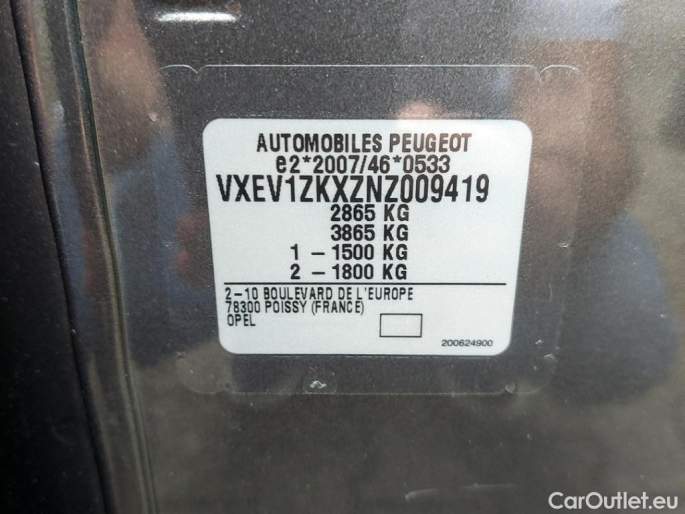 AUTOMOBILES PEUGEOT
e2*2007/46*0533
VXEV1ZKXZNZ009419
2865 KG
3865 KG
1 – 1500 KG
2 – 1800 KG
2–10 BOULEVARD DE L'EUROPE
78300 POISSY (FRANCE)
OPEL
200624900
CarOutlet.eu